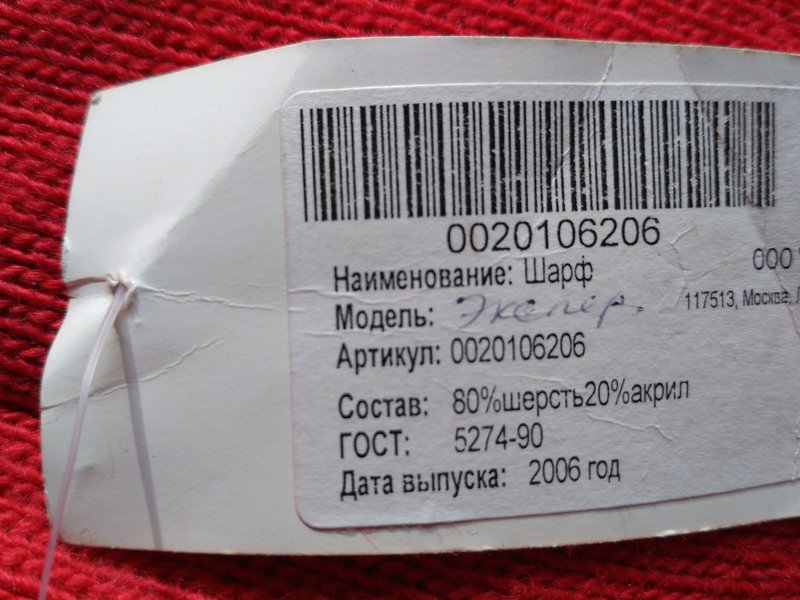 0020106206
Наименование: Шарф
ООО
Модель: Экспер.
117513, Москва,
Артикул: 0020106206
Состав: 80%шерсть20%акрил
ГОСТ: 5274-90
Дата выпуска: 2006 год